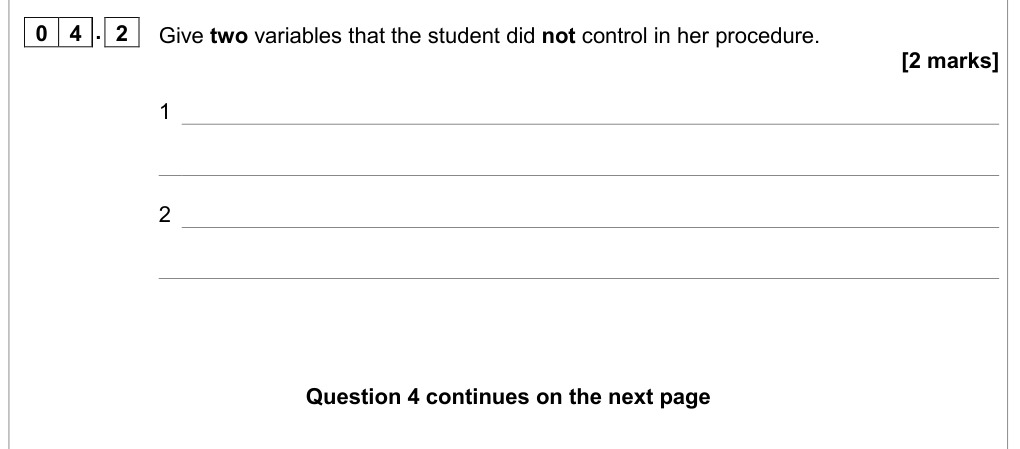 0 4 . 2 Give two variables that the student did not control in her procedure.
[2 marks]
1
2
Question 4 continues on the next page